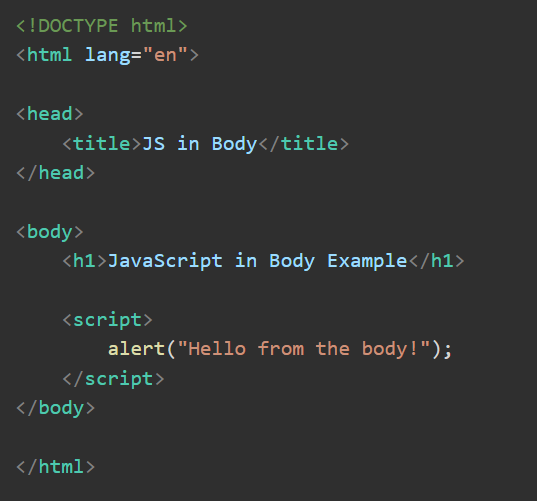 <!DOCTYPE html>
<html lang="en">
<head>
<title>JS in Body</title>
</head>
<body>
<h1>JavaScript in Body Example</h1>
<script>
alert("Hello from the body!");
</script>
</body>
</html>